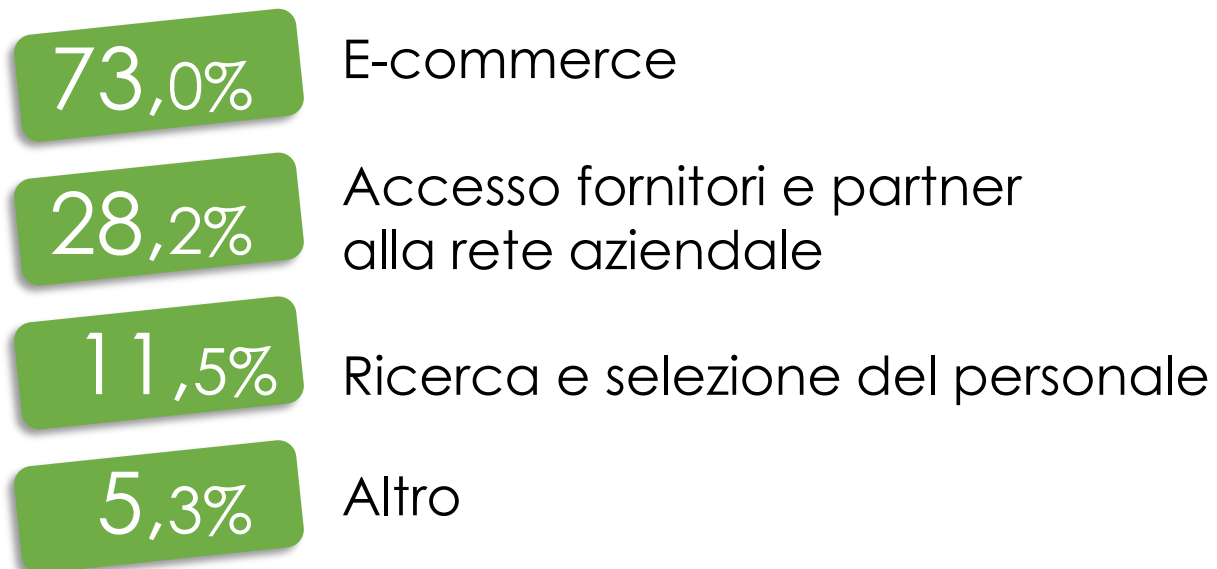 73,0% E-commerce
28,2% Accesso fornitori e partner
alla rete aziendale
11,5% Ricerca e selezione del personale
5,3% Altro